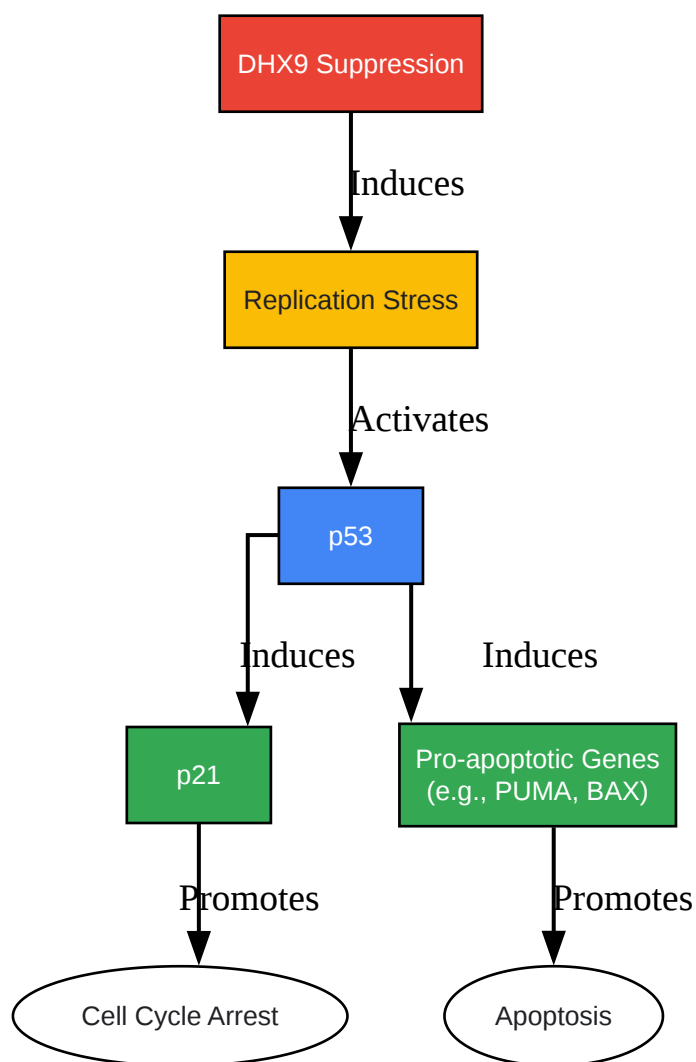 DHX9 Suppression
Induces
Replication Stress
Activates
p53
Induces
Induces
p21
Pro-apoptotic Genes
(e.g., PUMA, BAX)
Promotes
Promotes
Cell Cycle Arrest
Apoptosis